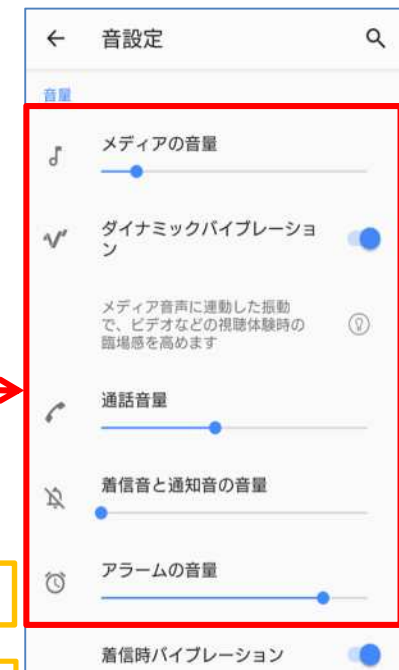 音設定
音量
メディアの音量
ダイナミックバイブレーショ
ン
メディア音声に連動した振動
で、ビデオなどの視聴体験時の
臨場感を高めます
通話音量
着信音と通知音の音量
アラームの音量
着信時バイブレーション